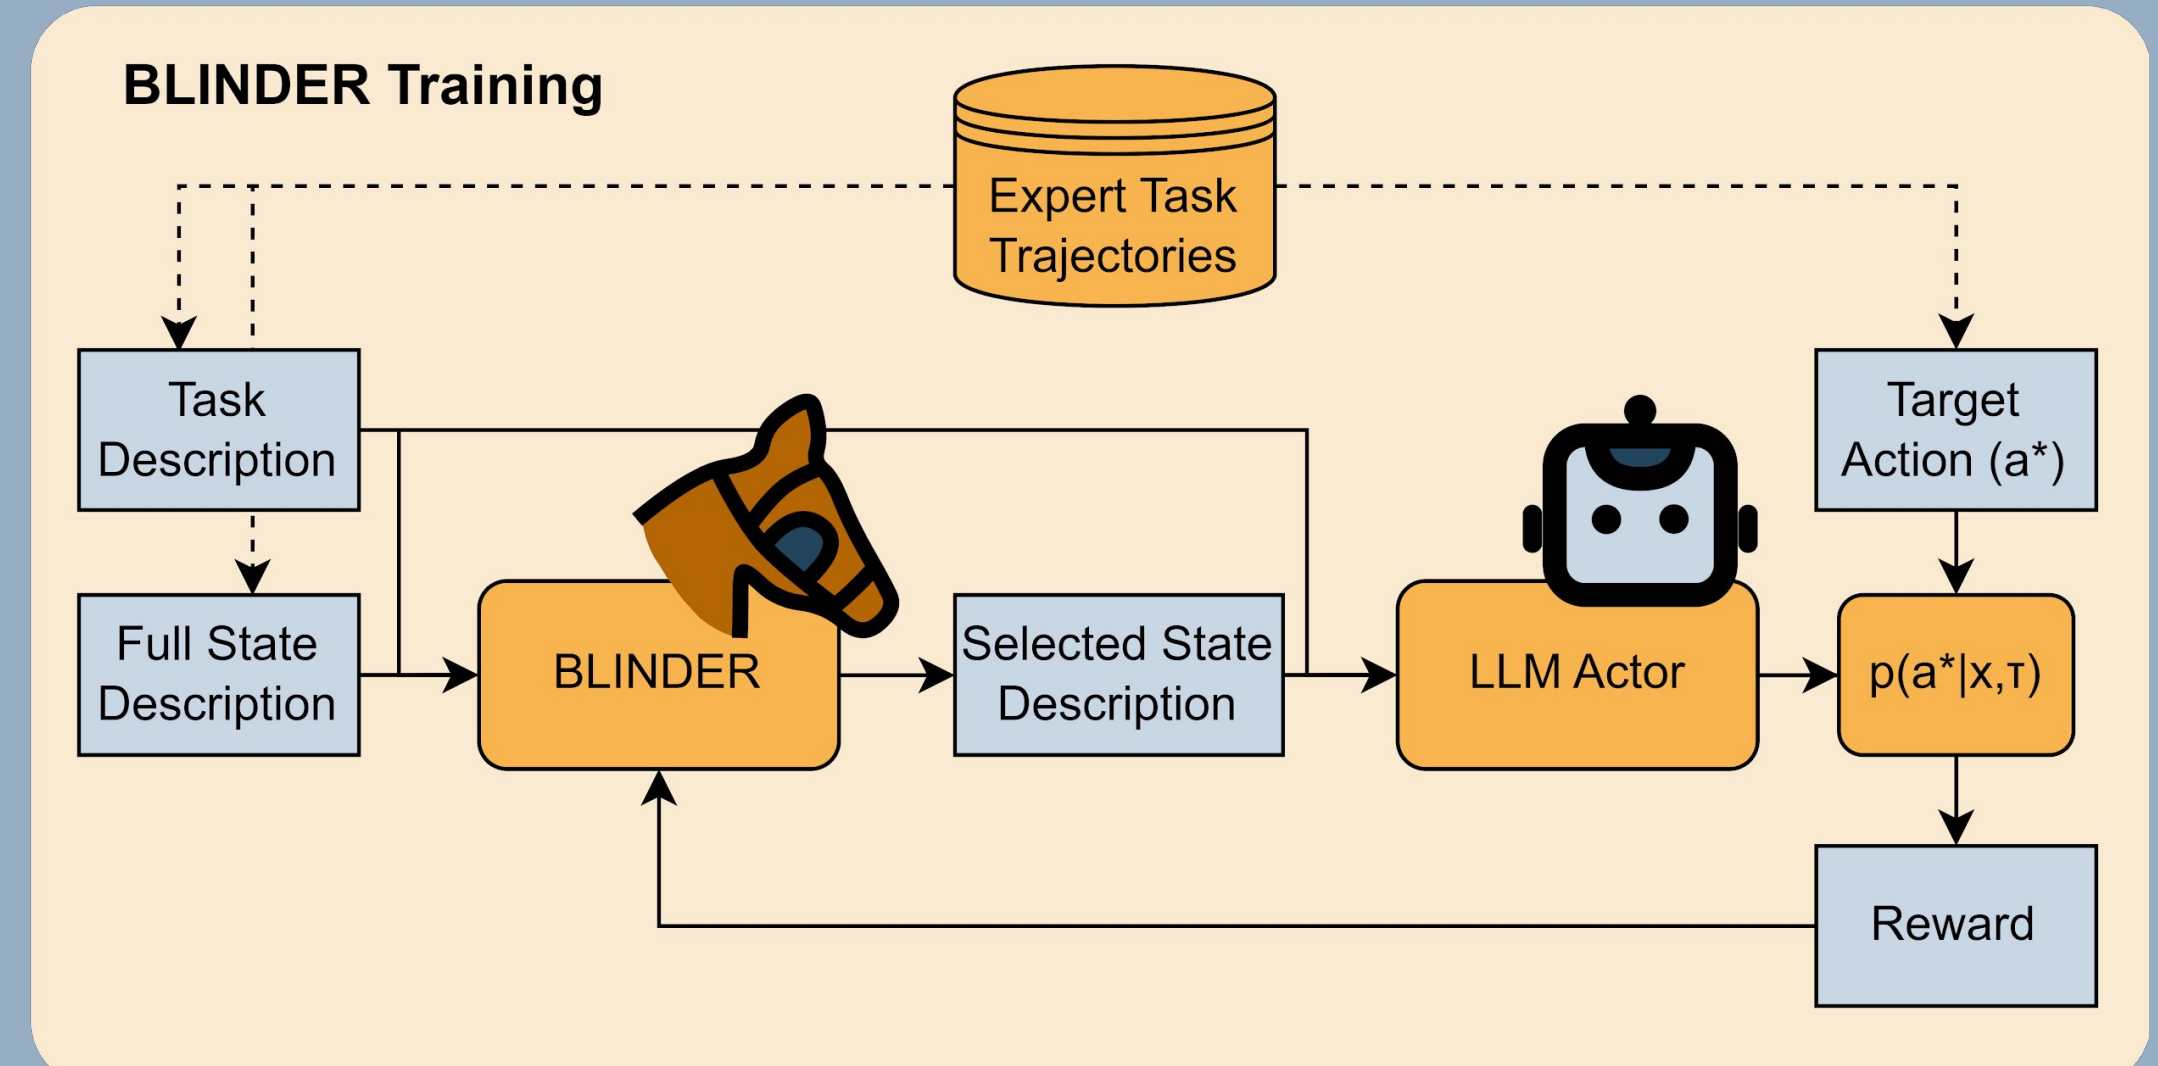 BLINDER Training
Expert Task
Trajectories
Task
Description
Target
Action (a*)
Full State
Description
BLINDER
Selected State
Description
LLM Actor
p(a*|x,τ)
Reward